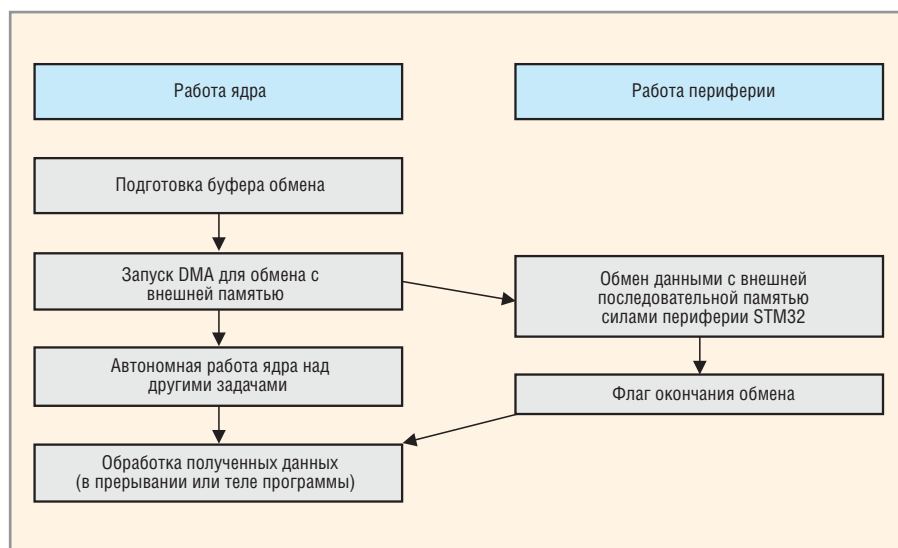 Работа ядра
Работа периферии
Подготовка буфера обмена
Запуск DMA для обмена с
внешней памятью
Обмен данными с внешней
последовательной памятью
силами периферии STM32
Автономная работа ядра над
другими задачами
Флаг окончания обмена
Обработка полученных данных
(в прерывании или теле программы)